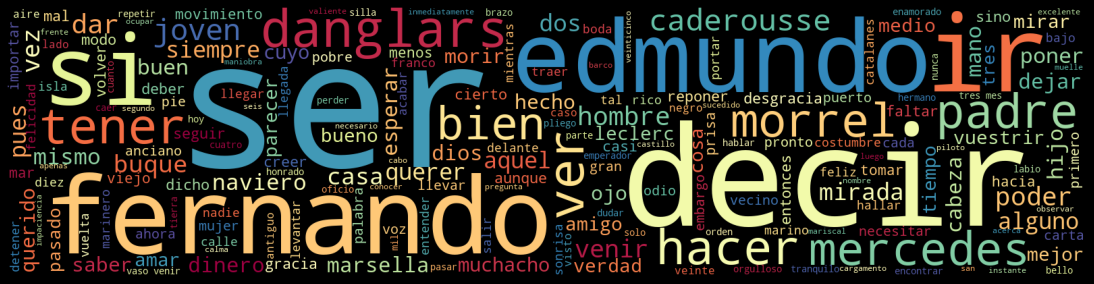 aire mal repetir movimiento valiente silla inmediatamente brazo
frente ocupar dar joven danglars dos boda caderousse enamorado excelente
importar vez lado modo siempre cuyo pobre menos morir mientras edmundo ir medio sino mirar bajo
si volver buen isla deber llegada franco acabar traer barco portar catalanes nunca mano tres poner muelle
felicidad cuanto caer maniobra ser perder cierto veinticinco dejar
pues segundo pie llegar seis hecho tal rico reponer negro sucedido hermano tres mes
tener hoy parecer esperar bien caso hombre desgracia puerto morrel faltar padre
seguir cuatro necesario bueno pliego parte prisa castillo costumbre cada vuestrir
mismo anciano creer dios delante leclerc casi pronto piloto hijo
mar apenas buque honrado querer cabo aquel emperador gran cosa hablar decir luego tiempo labio primero
diez viejo dicho naviero casa aunque ver ojo odio feliz tomar nombre cabeza hacia
querido impaciencia fernando oficio conocer llevar pregunta dudar embargo vecino entonces mirada hallar poder observar
pasado marinero tierra nadie palabra entender amigo solo orden marino mariscal necesitar acerca alguno
detener vuelta ahora mujer antiguo levantar voz mil salir sonrisa visto venir hacer mercedes carta
calle calma amar gracia marsella pasar verdad veinte orgulloso tranquilo cargamento encontrar san instante mejor
saber vaso venir dinero muchacho bello